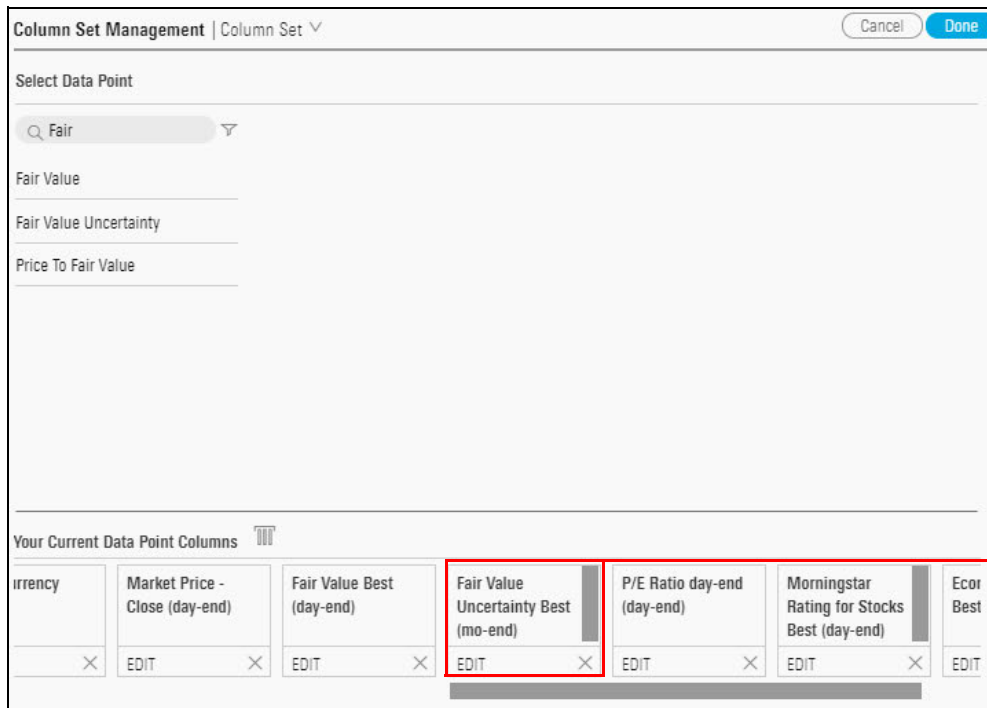 Column Set Management | Column Set
Cancel
Done
Select Data Point
Fair
Fair Value
Fair Value Uncertainty
Price To Fair Value
Your Current Data Point Columns
Market Price -
Close (day-end)
EDIT
Fair Value Best
(day-end)
EDIT
Fair Value
Uncertainty Best
(mo-end)
EDIT
P/E Ratio day-end
(day-end)
EDIT
Morningstar
Rating for Stocks
Best (day-end)
EDIT
Best
EDIT